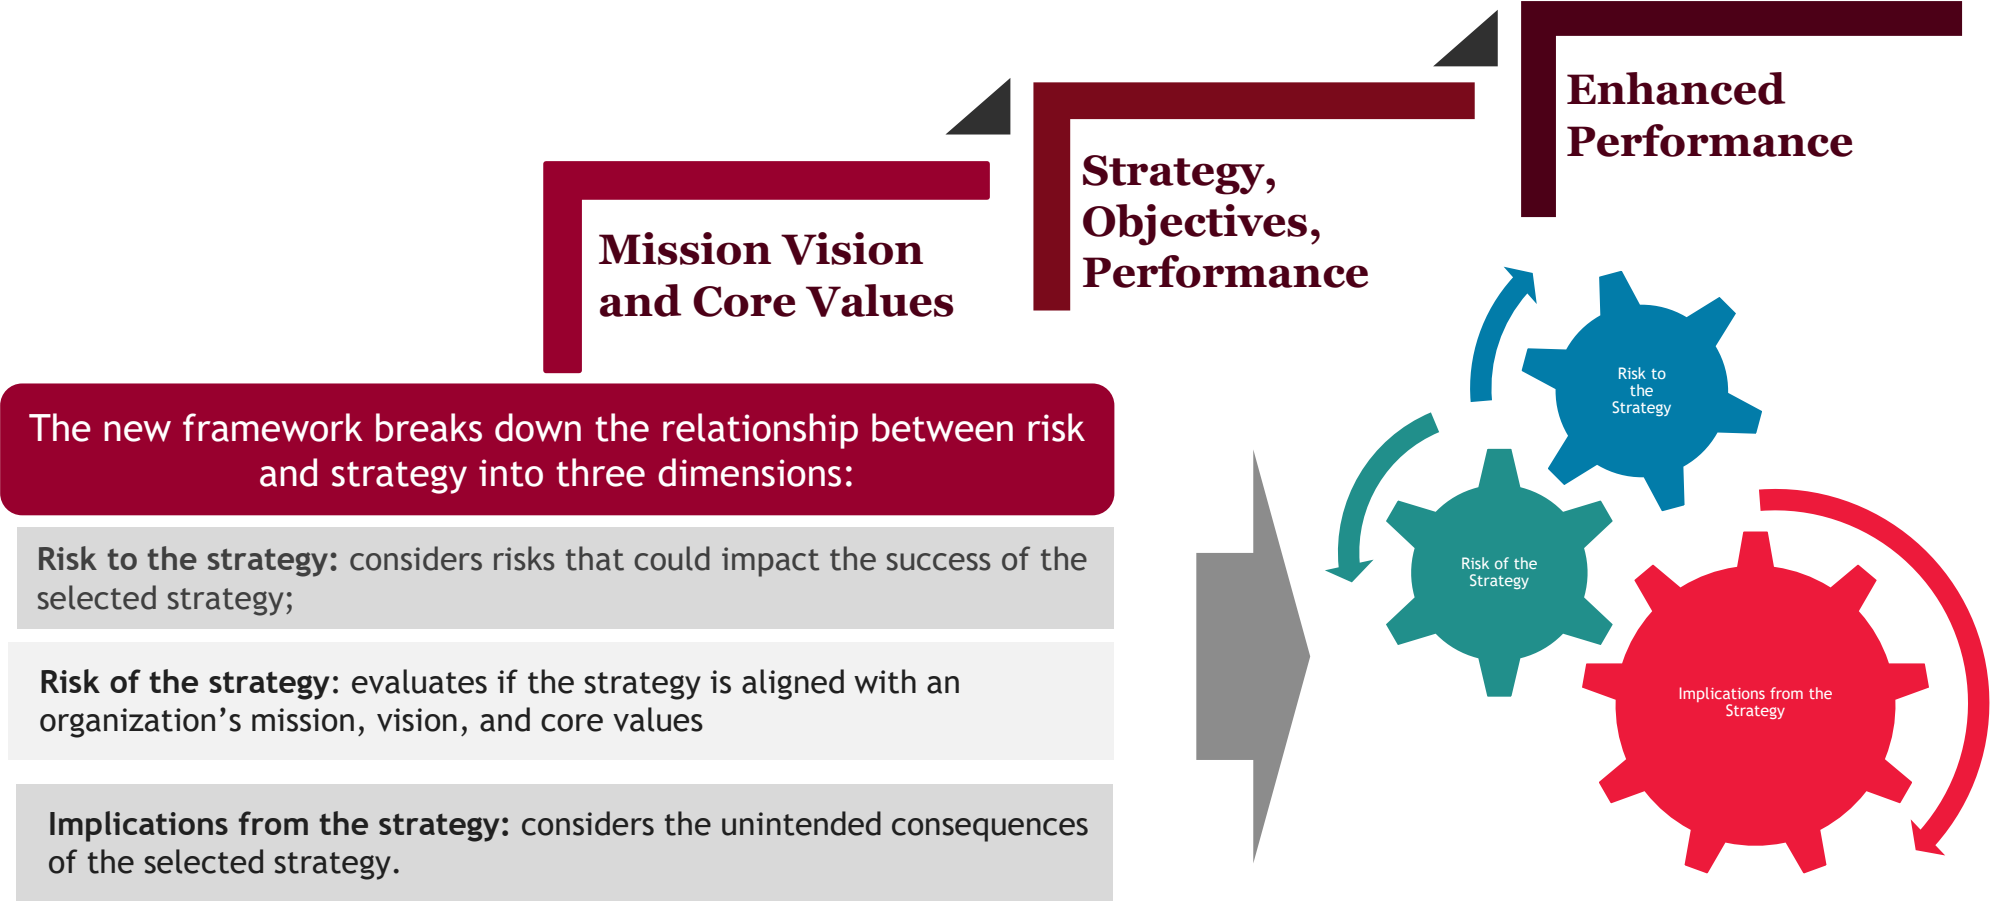 Enhanced
Performance
Strategy,
Objectives,
Performance
Mission Vision
and Core Values
The new framework breaks down the relationship between risk
and strategy into three dimensions:
Risk to the strategy: considers risks that could impact the success of the
selected strategy;
Risk of the strategy: evaluates if the strategy is aligned with an
organization’s mission, vision, and core values
Implications from the strategy: considers the unintended consequences
of the selected strategy.
Risk to
the
Strategy
Risk of the
Strategy
Implications from the
Strategy